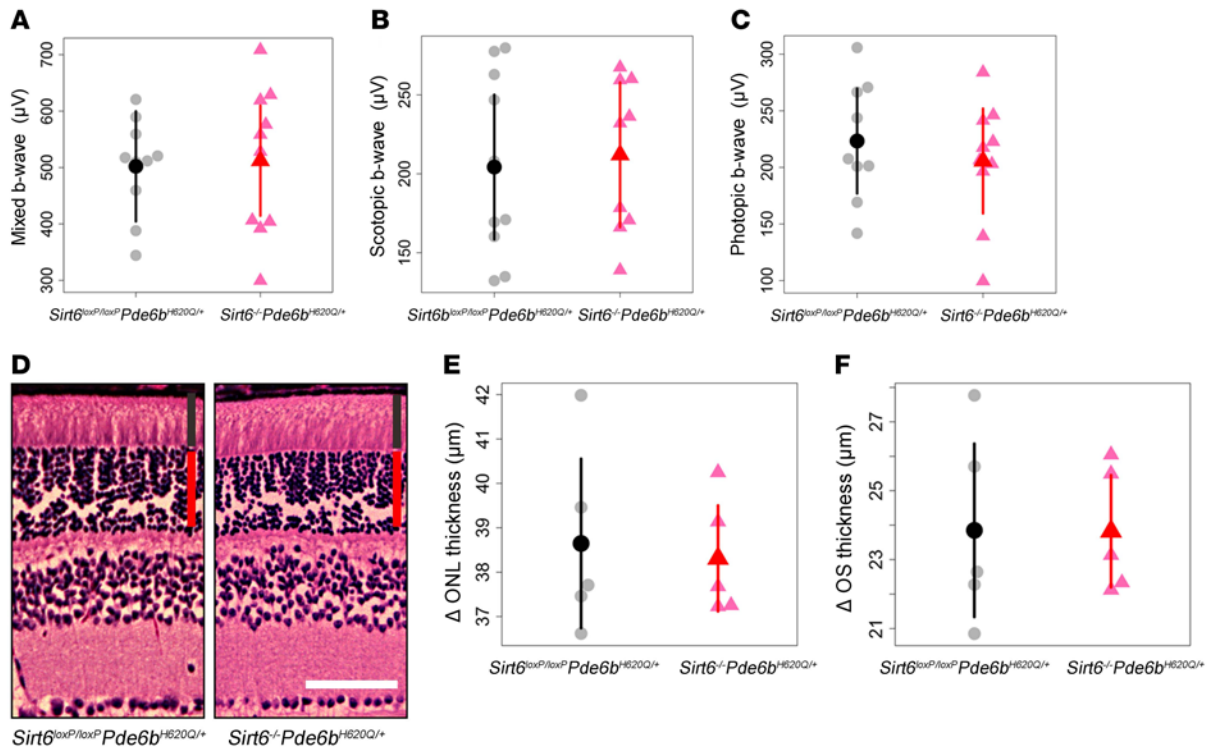 A
Mixed b-wave (µV)
700
600
500
400
300
Sirt6loxP/loxPPde6bH620Q/+
Sirt6-/-Pde6bH620Q/+
B
Scotopic b-wave (µV)
250
200
150
Sirt6bloxP/loxPPde6bH620Q/+
Sirt6-/-Pde6bH620Q/+
C
Photopic b-wave (µV)
300
250
200
150
100
Sirt6loxP/loxPPde6bH620Q/+
Sirt6-/-Pde6bH620Q/+
D
Sirt6loxP/loxP Pde6bH620Q/+
Sirt6-/-Pde6bH620Q/+
E
Δ ONL thickness (µm)
42
41
40
39
38
37
Sirt6loxP/loxPPde6bH620Q/+
Sirt6-/-Pde6bH620Q/+
F
Δ OS thickness (µm)
27
25
23
21
Sirt6loxP/loxPPde6bH620Q/+
Sirt6-/-Pde6bH620Q/+